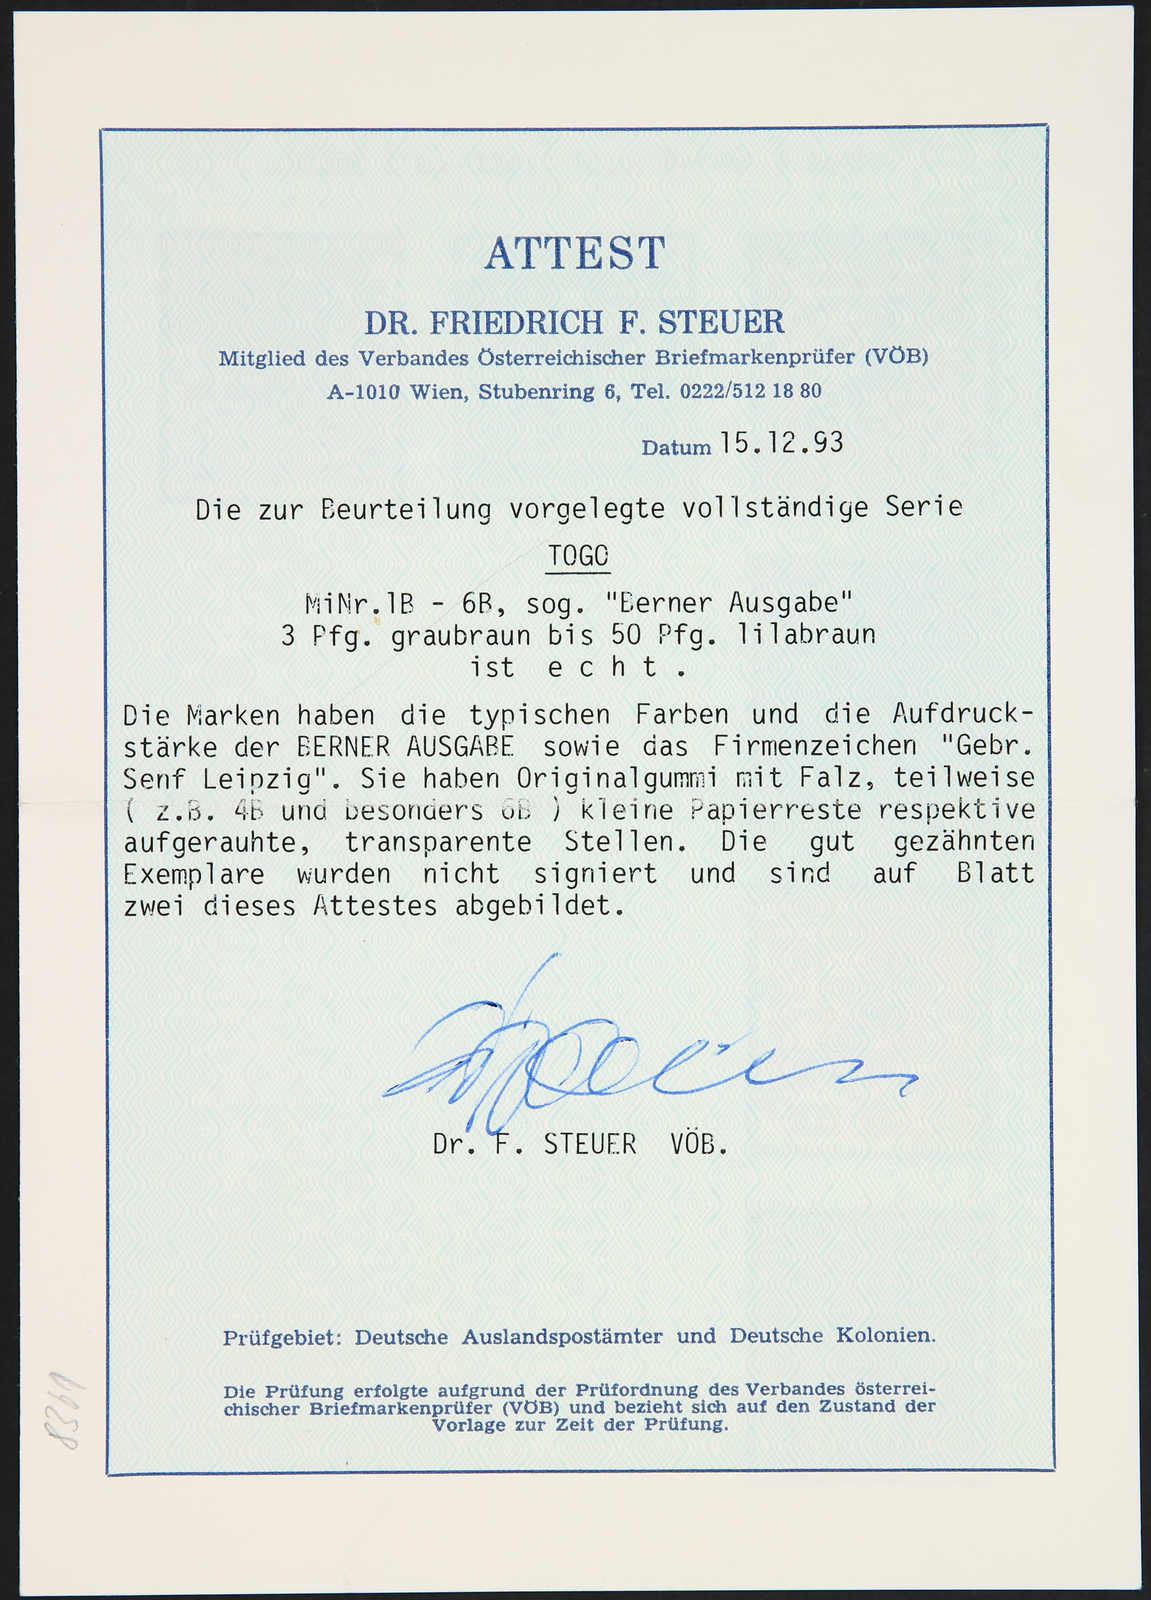 ATTEST
DR. FRIEDRICH F. STEUER
Mitglied des Verbandes Österreichischer Briefmarkenprüfer (VÖB)
A-1010 Wien, Stubenring 6, Tel. 0222/512 18 80
Datum 15.12.93
Die zur Beurteilung vorgelegte vollständige Serie
TOGO
MiNr.1B - 6B, sog. "Berner Ausgabe"
3 Pfg. graubraun bis 50 Pfg. lilabraun
ist e c h t .
Die Marken haben die typischen Farben und die Aufdruck-
stärke der BERNER AUSGABE sowie das Firmenzeichen "Gebr.
Senf Leipzig". Sie haben Originalgummi mit Falz, teilweise
( z.B. 4B und besonders 6B ) kleine Papierreste respektive
aufgerauhte, transparente Stellen. Die gut gezähnten
Exemplare wurden nicht signiert und sind auf Blatt
zwei dieses Attestes abgebildet.
Dr. F. STEUER VÖB.
Prüfgebiet: Deutsche Auslandspostämter und Deutsche Kolonien.
Die Prüfung erfolgte aufgrund der Prüfordnung des Verbandes österrei-
chischer Briefmarkenprüfer (VÖB) und bezieht sich auf den Zustand der
Vorlage zur Zeit der Prüfung.